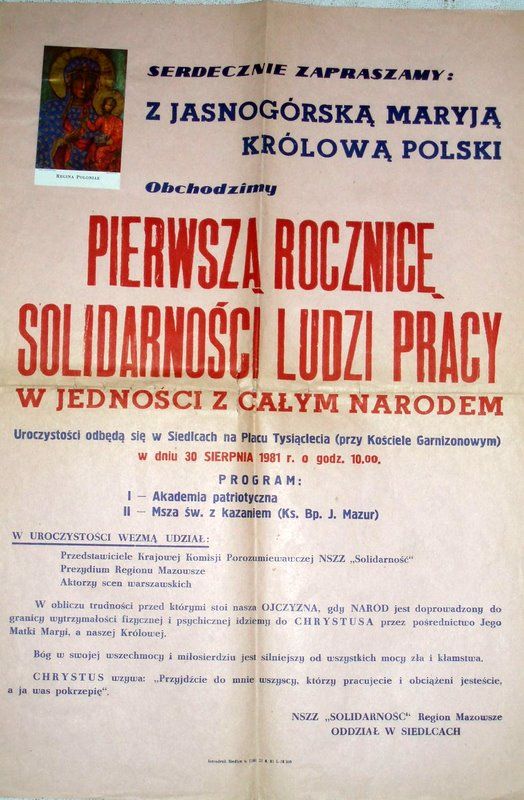 REGINA POLONIAE
SERDECZNIE ZAPRASZAMY:
Z JASNOGÓRSKĄ MARYJĄ
KRÓLOWĄ POLSKI
Obchodzimy
PIERWSZĄ ROCZNICĘ
SOLIDARNOŚCI LUDZI PRACY
W JEDNOŚCI Z CAŁYM NARODEM
Uroczystości odbędą się w Siedlcach na Placu Tysiąclecia (przy Kościele Garnizonowym)
w dniu 30 SIERPNIA 1981 r. o godz. 10.00.
PROGRAM:
I — Akademia patriotyczna
II — Msza św. z kazaniem (Ks. Bp. J. Mazur)
W UROCZYSTOŚCI WEZMĄ UDZIAŁ:
Przedstawiciele Krajowej Komisji Porozumiewawczej NSZZ „Solidarność"
Prezydium Regionu Mazowsze
Aktorzy scen warszawskich
W obliczu trudności przed którymi stoi nasza OJCZYZNA, gdy NARÓD jest doprowadzony do
granicy wytrzymałości fizycznej i psychicznej idziemy do CHRYSTUSA przez pośrednictwo Jego
Matki Maryi, a naszej Królowej.
Bóg w swojej wszechmocy i miłosierdziu jest silniejszy od wszystkich mocy zła i kłamstwa.
CHRYSTUS wzywa: „Przyjdźcie do mnie wszyscy, którzy pracujecie i obciążeni jesteście,
a ja was pokrzepię".
NSZZ „SOLIDARNOŚĆ" Region Mazowsze
ODDZIAŁ W SIEDLCACH